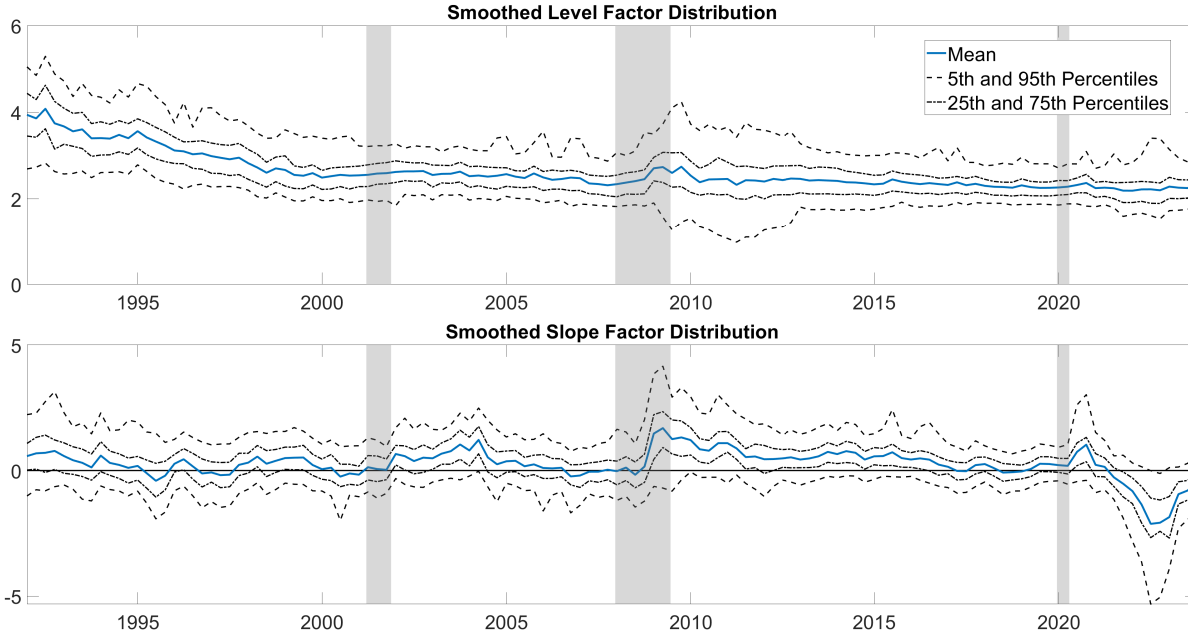 Smoothed Level Factor Distribution
6
4
2
0
Mean
5th and 95th Percentiles
25th and 75th Percentiles
1995 2000 2005 2010 2015 2020
Smoothed Slope Factor Distribution
5
0
-5
1995 2000 2005 2010 2015 2020